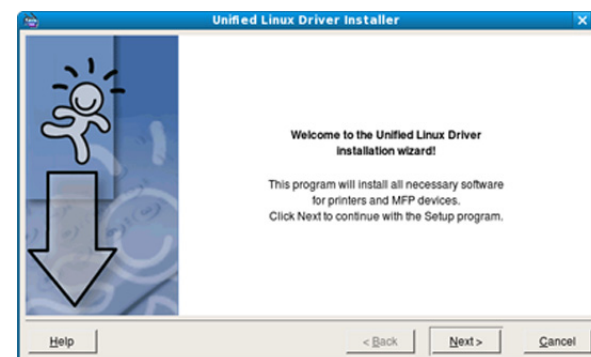 Unified Linux Driver Installer
Welcome to the Unified Linux Driver
installation wizard!
This program will install all necessary software
for printers and MFP devices.
Click Next to continue with the Setup program.
Help
< Back
Next >
Cancel